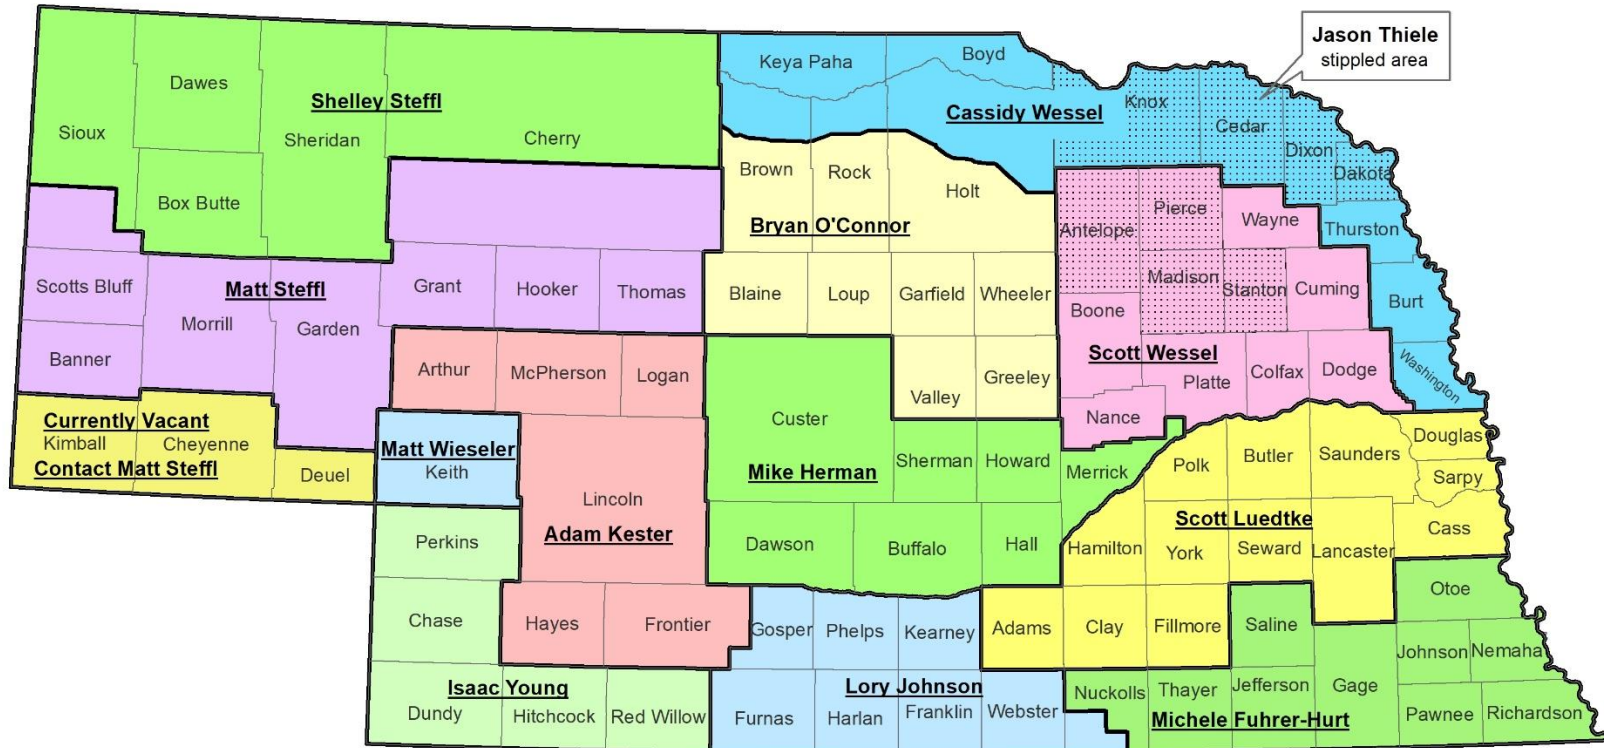 Jason Thiele
stippled area
Keya Paha
Boyd
Dawes
Shelley Steffl
Knox
Cassidy Wessel
Cedar
Sioux
Sheridan
Cherry
Dixon
Dakota
Brown
Rock
Holt
Box Butte
Pierce
Wayne
Bryan O'Connor
Antelope
Thurston
Scotts Bluff
Matt Steffl
Grant
Hooker
Thomas
Blaine
Loup
Garfield
Wheeler
Madison
Stanton
Cuming
Burt
Morrill
Garden
Boone
Banner
Arthur
McPherson
Logan
Scott Wessel
Washington
Greeley
Valley
Platte
Colfax
Dodge
Currently Vacant
Kimball
Cheyenne
Contact Matt Steffl
Deuel
Matt Wieseler
Keith
Custer
Nance
Mike Herman
Sherman
Howard
Merrick
Polk
Butler
Saunders
Douglas
Sarpy
Lincoln
Adam Kester
Scott Luedtke
Cass
Perkins
Dawson
Buffalo
Hall
Hamilton
York
Seward
Lancaster
Otoe
Chase
Hayes
Frontier
Gosper
Phelps
Kearney
Adams
Clay
Fillmore
Saline
Johnson
Nemaha
Isaac Young
Lory Johnson
Nuckolls
Thayer
Jefferson
Gage
Dundy
Hitchcock
Red Willow
Furnas
Harlan
Franklin
Webster
Michele Fuhrer-Hurt
Pawnee
Richardson